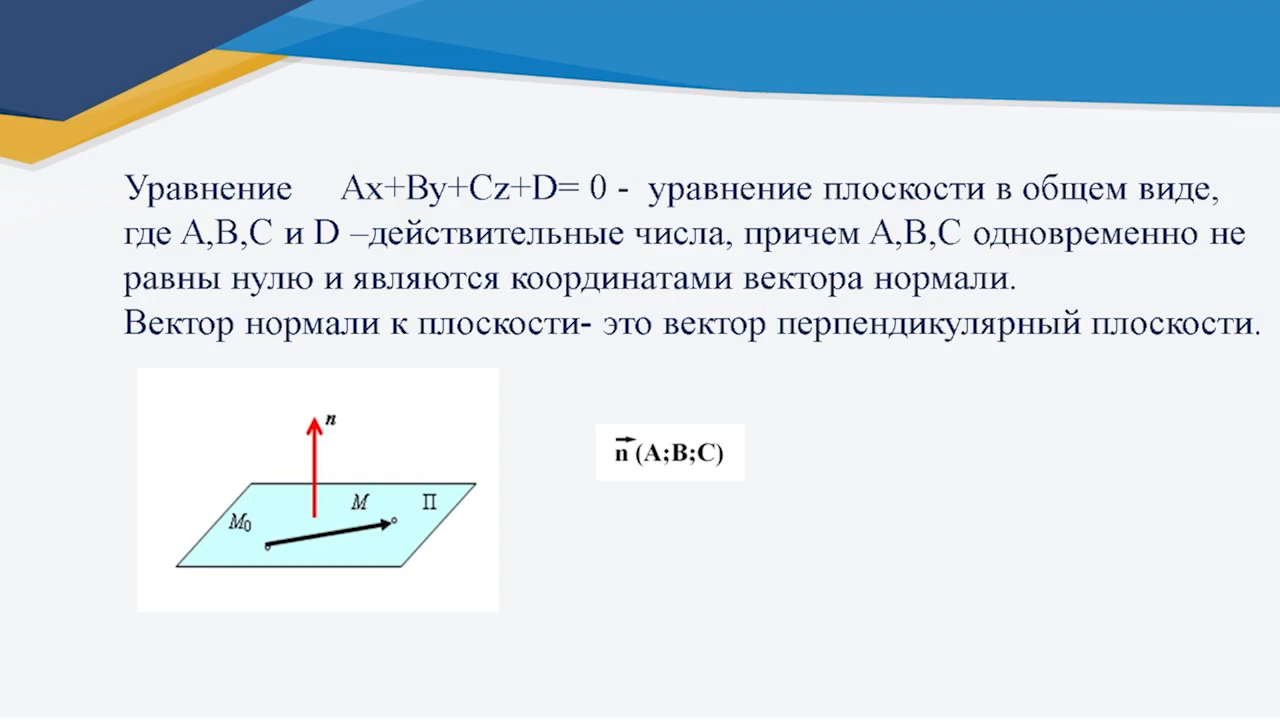 Уравнение Ax+By+Cz+D= 0 - уравнение плоскости в общем виде,
где A,B,C и D –действительные числа, причем A,B,C одновременно не
равны нулю и являются координатами вектора нормали.
Вектор нормали к плоскости- это вектор перпендикулярный плоскости.
n
M
П
M₀
n⃗ (A;B;C)